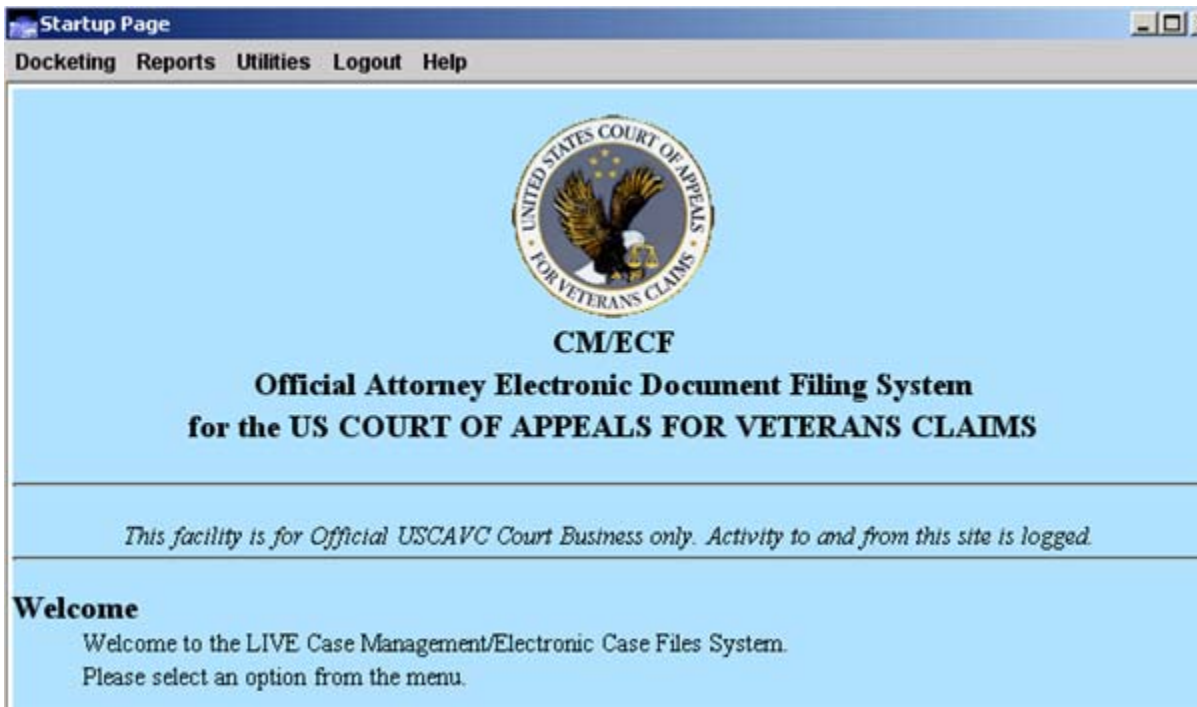 Startup Page
Docketing Reports Utilities Logout Help
UNITED STATES COURT OF APPEALS
FOR VETERANS CLAIMS
CM/ECF
Official Attorney Electronic Document Filing System
for the US COURT OF APPEALS FOR VETERANS CLAIMS
This facility is for Official USCAVC Court Business only. Activity to and from this site is logged.
Welcome
Welcome to the LIVE Case Management/Electronic Case Files System.
Please select an option from the menu.